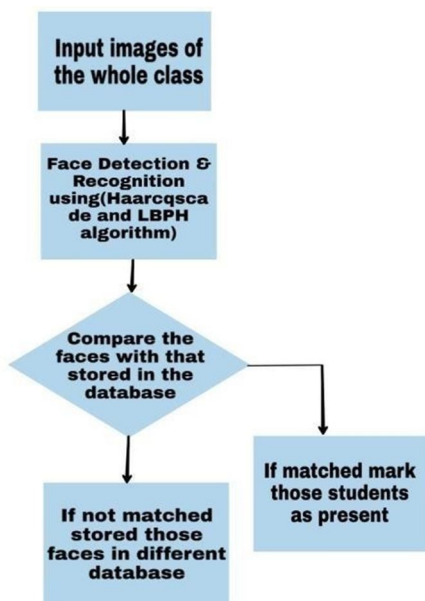 Input images of
the whole class
Face Detection &
Recognition
using(Haarcqsca
de and LBPH
algorithm)
Compare the
faces with that
stored in the
database
If matched mark
those students
as present
If not matched
stored those
faces in different
database